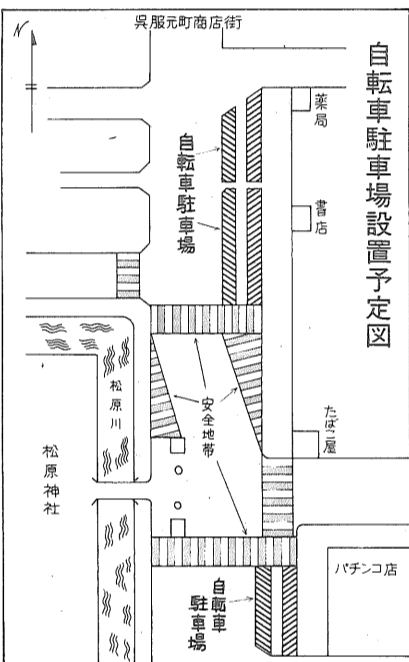 自転車駐車場設置予定図
呉服元町商店街
N
薬局
自転車駐車場
書店
安全地帯
たばこ屋
松原川
松原神社
パチンコ店
自転車
駐車場